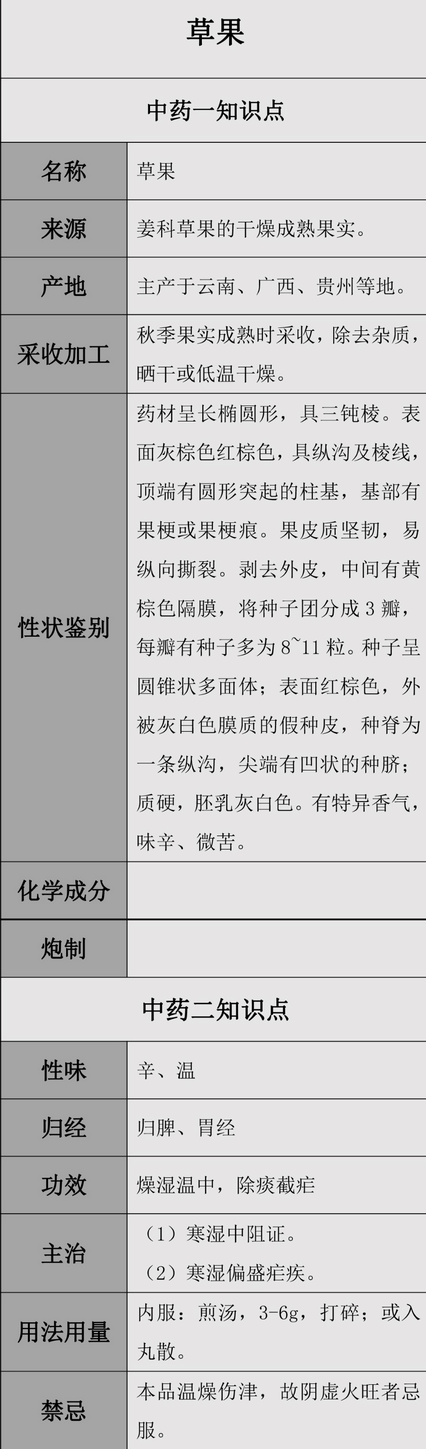 草果
中药一知识点
名称
草果
来源
姜科草果的干燥成熟果实。
产地
主产于云南、广西、贵州等地。
采收加工
秋季果实成熟时采收，除去杂质，
晒干或低温干燥。
性状鉴别
药材呈长椭圆形，具三钝棱。表
面灰棕色红棕色，具纵沟及棱线，
顶端有圆形突起的柱基，基部有
果梗或果梗痕。果皮质坚韧，易
纵向撕裂。剥去外皮，中间有黄
棕色隔膜，将种子团分成 3 瓣，
每瓣有种子多为 8~11 粒。种子呈
圆锥状多面体；表面红棕色，外
被灰白色膜质的假种皮，种脊为
一条纵沟，尖端有凹状的种脐；
质硬，胚乳灰白色。有特异香气，
味辛、微苦。
化学成分
炮制
中药二知识点
性味
辛、温
归经
归脾、胃经
功效
燥湿温中，除痰截疟
主治
（1）寒湿中阻证。
（2）寒湿偏盛疟疾。
用法用量
内服：煎汤，3-6g，打碎；或入
丸散。
禁忌
本品温燥伤津，故阴虚火旺者忌
服。